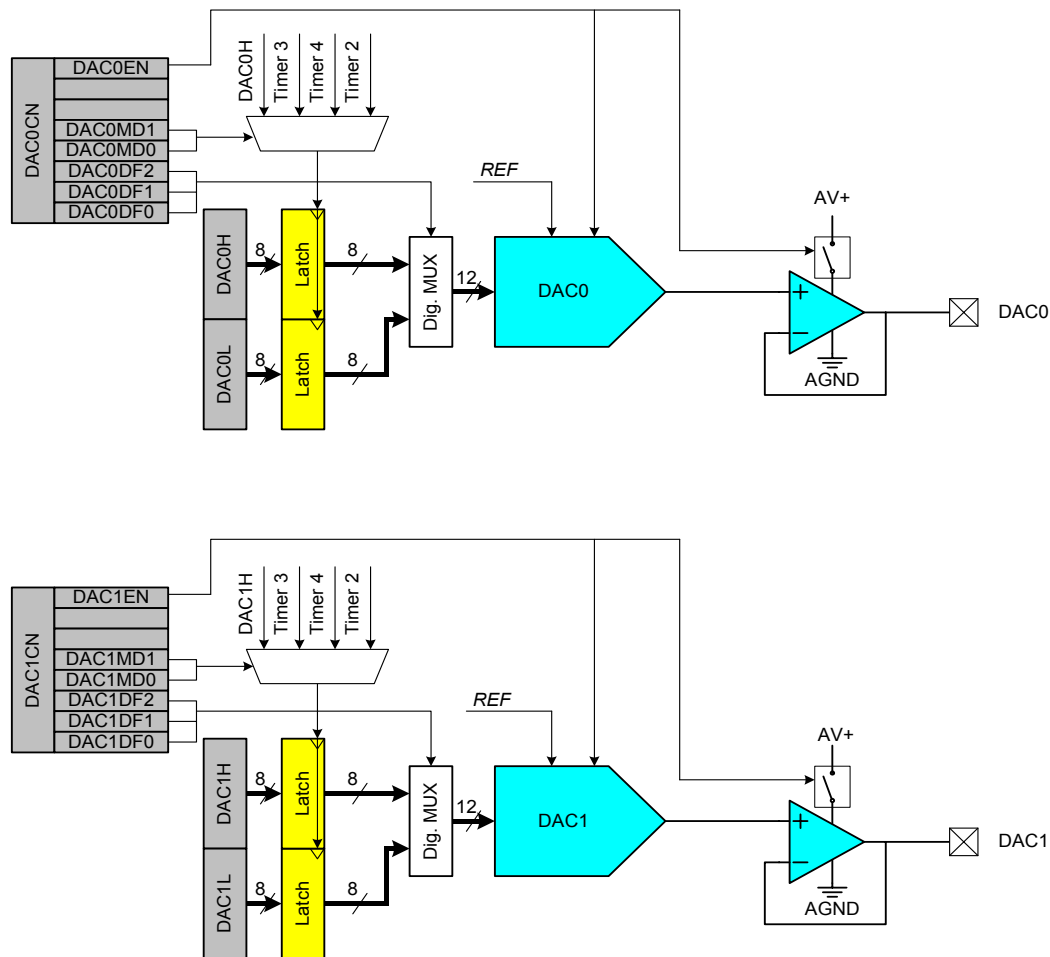 DAC0CN
DAC0EN
DAC0MD1
DAC0MD0
DAC0DF2
DAC0DF1
DAC0DF0
DAC0H
Timer 3
Timer 4
Timer 2
REF
AV+
DAC0H
8
Latch
8
Dig. MUX
12
DAC0
+
−
DAC0
DAC0L
8
Latch
8
AGND
DAC1CN
DAC1EN
DAC1MD1
DAC1MD0
DAC1DF2
DAC1DF1
DAC1DF0
DAC1H
Timer 3
Timer 4
Timer 2
REF
AV+
DAC1H
8
Latch
8
Dig. MUX
12
DAC1
+
−
DAC1
DAC1L
8
Latch
8
AGND